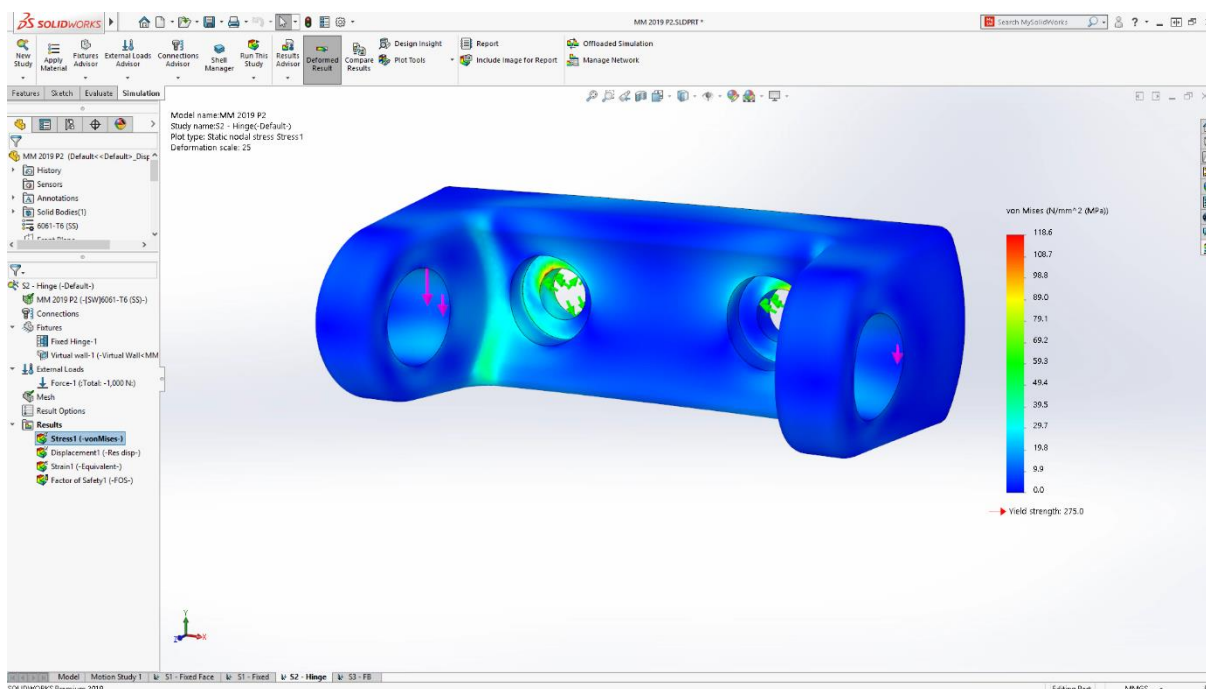 SOLIDWORKS
MM 2019 P2.SLDPRT *
Search MySolidWorks
New Study
Apply Material
Fixtures Advisor
External Loads Advisor
Connections Advisor
Shell Manager
Run This Study
Results Advisor
Deformed Result
Compare Results
Design Insight
Plot Tools
Report
Include Image for Report
Offloaded Simulation
Manage Network
Features Sketch Evaluate Simulation
Model name:MM 2019 P2
Study name:S2 - Hinge(-Default-)
Plot type: Static nodal stress Stress1
Deformation scale: 25
MM 2019 P2 (Default<<Default>_Disp
History
Sensors
Annotations
Solid Bodies(1)
6061-T6 (SS)
Front Plane
S2 - Hinge (-Default-)
MM 2019 P2 (-[SW]6061-T6 (SS)-)
Connections
Fixtures
Fixed Hinge-1
Virtual wall-1 (-Virtual Wall<MM
External Loads
Force-1 (:Total: -1,000 N:)
Mesh
Result Options
Results
Stress1 (-vonMises-)
Displacement1 (-Res disp-)
Strain1 (-Equivalent-)
Factor of Safety1 (-FOS-)
von Mises (N/mm^2 (MPa))
118.6
108.7
98.8
89.0
79.1
69.2
59.3
49.4
39.5
29.7
19.8
9.9
0.0
Yield strength: 275.0
Y
Z
X
Model Motion Study 1 S1 - Fixed Face S1 - Fixed S2 - Hinge S3 - FB
SOLIDWORKS Premium 2019
Editing Part
MMGS